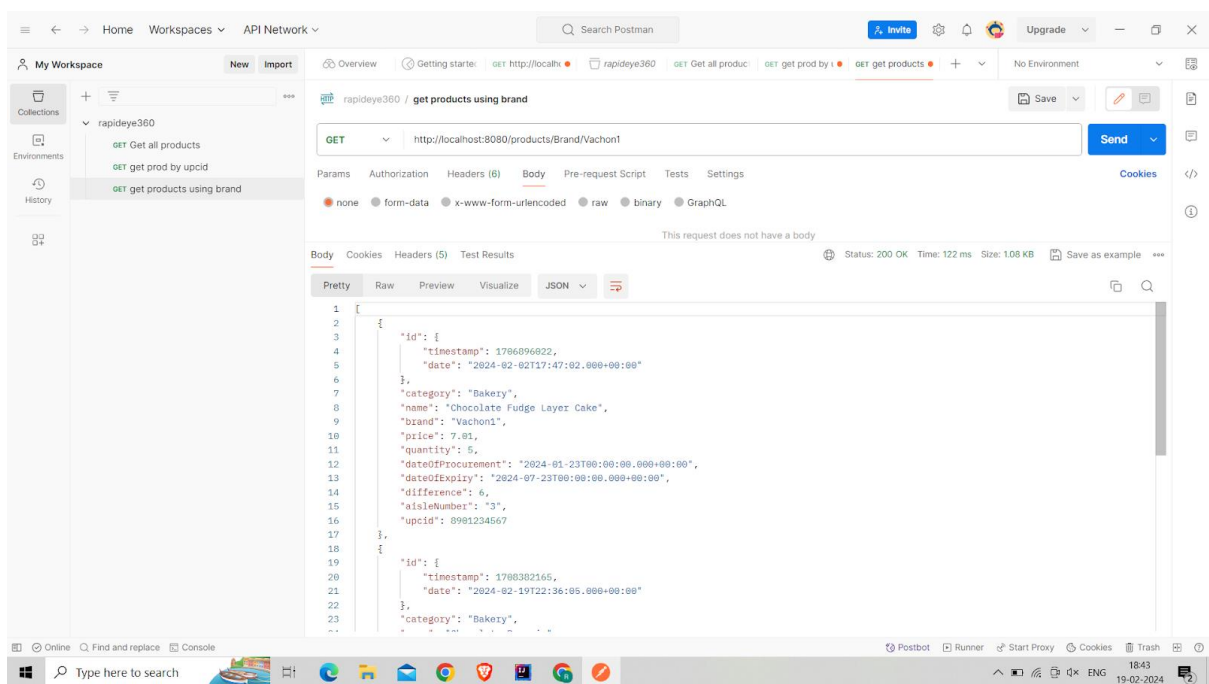 Home Workspaces API Network Search Postman Invite Upgrade
My Workspace New Import Overview Getting starte GET http://localho rapideye360 GET Get all produc GET get prod by u GET get products No Environment
Collections
Environments
History
rapideye360
GET Get all products
GET get prod by upcid
GET get products using brand
HTTP rapideye360 / get products using brand Save
GET http://localhost:8080/products/Brand/Vachon1 Send
Params Authorization Headers (6) Body Pre-request Script Tests Settings Cookies
none form-data x-www-form-urlencoded raw binary GraphQL
This request does not have a body
Body Cookies Headers (5) Test Results Status: 200 OK Time: 122 ms Size: 1.08 KB Save as example
Pretty Raw Preview Visualize JSON
1 [
2 {
3 "id": {
4 "timestamp": 1706896022,
5 "date": "2024-02-02T17:47:02.000+00:00"
6 },
7 "category": "Bakery",
8 "name": "Chocolate Fudge Layer Cake",
9 "brand": "Vachon1",
10 "price": 7.01,
11 "quantity": 5,
12 "dateOfProcurement": "2024-01-23T00:00:00.000+00:00",
13 "dateOfExpiry": "2024-07-23T00:00:00.000+00:00",
14 "difference": 6,
15 "aisleNumber": "3",
16 "upcid": 8901234567
17 },
18 {
19 "id": {
20 "timestamp": 1708382165,
21 "date": "2024-02-19T22:36:05.000+00:00"
22 },
23 "category": "Bakery",
Online Find and replace Console Postbot Runner Start Proxy Cookies Trash
Type here to search ENG 18:43
19-02-2024